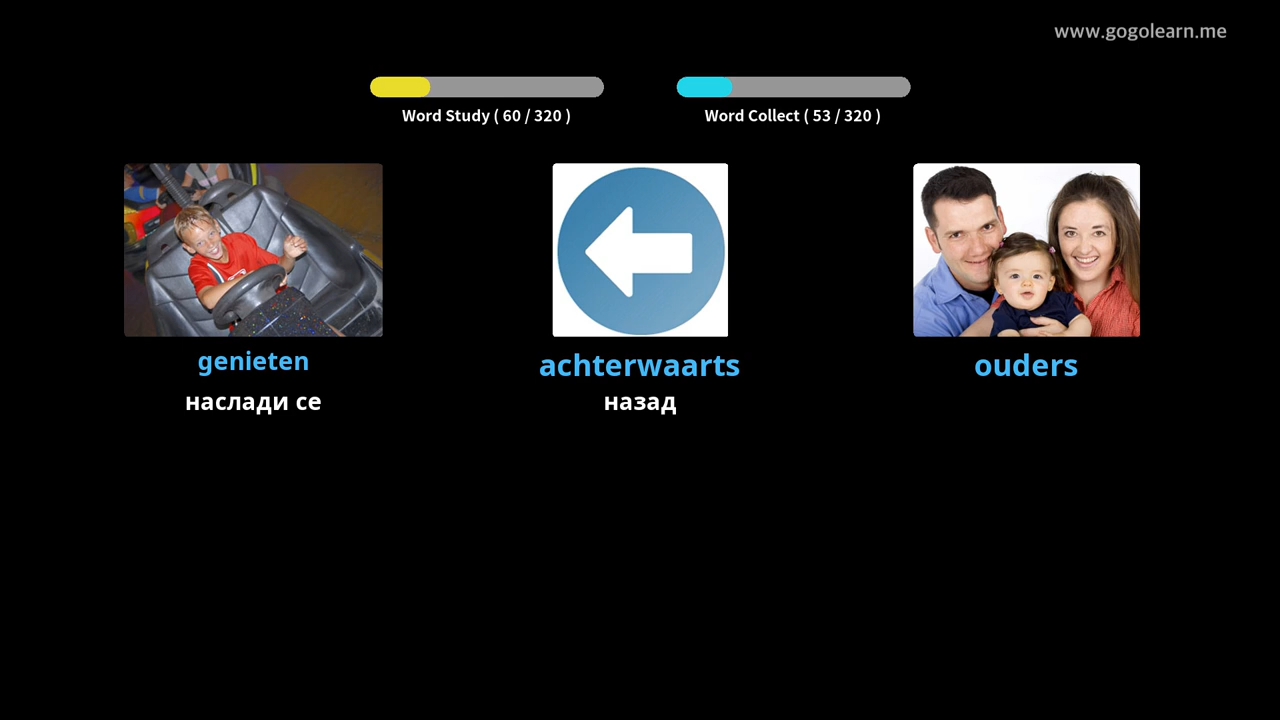 www.gogolearn.me
Word Study ( 60 / 320 )
Word Collect ( 53 / 320 )
genieten
achterwaarts
ouders
наслади се
назад